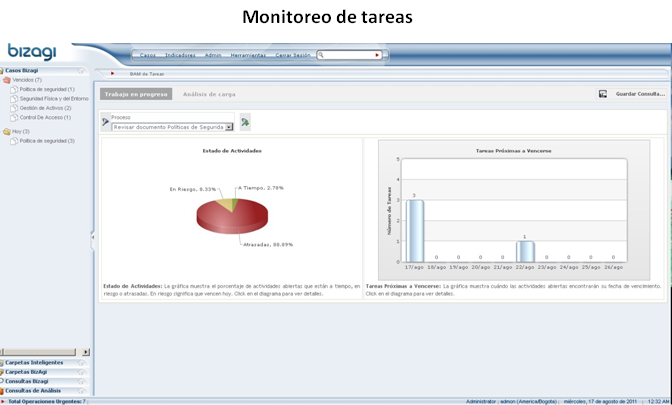 Monitoreo de tareas
bizagi
Casos Indicadores Admin Herramientas Cerrar Sesión
Casos Bizagi
BAM de Tareas
Vencidos (7)
Política de seguridad (1)
Seguridad Física y del Entorno
Gestión de Activos (2)
Control De Acceso (1)
Hoy (3)
Política de seguridad (3)
Trabajo en progreso
Análisis de carga
Guardar Consulta...
Proceso
Revisar documento Políticas de Segurida
Estado de Actividades
En Riesgo, 8.33%
A Tiempo, 2.78%
Atrasadas, 88.89%
Estado de Actividades: La gráfica muestra el porcentaje de actividades abiertas que están a tiempo, en
riesgo o atrasadas. En riesgo significa que vencen hoy. Click en el diagrama para ver detalles.
Tareas Próximas a Vencerse
Número de Tareas
5
4
3
2
1
0
3 0 0 0 0 1 0 0 0 0
17/ago 18/ago 19/ago 20/ago 21/ago 22/ago 23/ago 24/ago 25/ago 26/ago
Tareas Próximas a Vencerse: La gráfica muestra cuándo las actividades abiertas encontrarán su fecha de vencimiento.
Click en el diagrama para ver detalles.
Carpetas Inteligentes
Carpetas BizAgi
Consultas Bizagi
Consultas de Análisis
Total Operaciones Urgentes: 7 ;
Administrador : admon (America/Bogota) | miércoles, 17 de agosto de 2011 | 12:32 AM